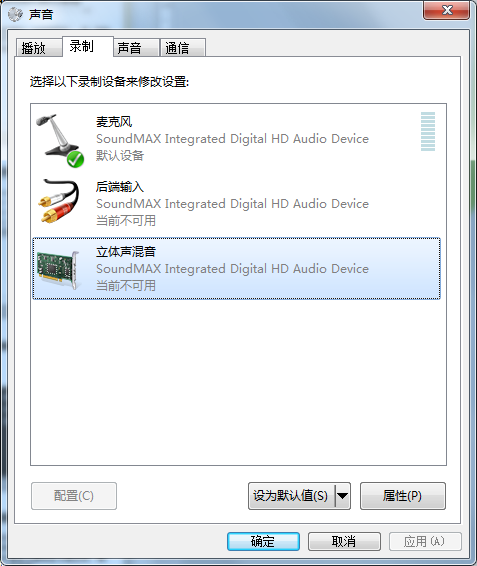 声音
播放
录制
声音
通信
选择以下录制设备来修改设置:
麦克风
SoundMAX Integrated Digital HD Audio Device
默认设备
后端输入
SoundMAX Integrated Digital HD Audio Device
当前不可用
立体声混音
SoundMAX Integrated Digital HD Audio Device
当前不可用
配置(C)
设为默认值(S)
属性(P)
确定
取消
应用(A)